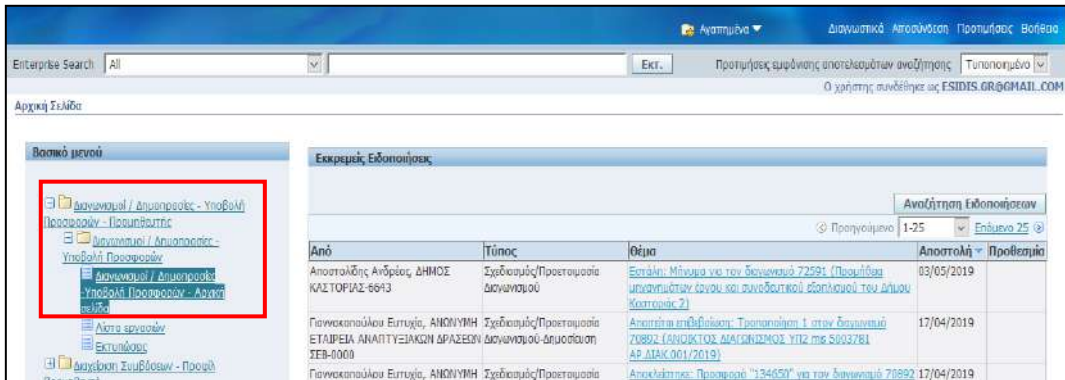 Αγαπημένα Διαγνωστικά Αποσύνδεση Προτιμήσεις Βοήθεια
Enterprise Search All Εκτ. Προτιμήσεις εμφάνισης αποτελεσμάτων αναζήτησης Τυποποιημένο
Ο χρήστης συνδέθηκε ως ESIDIS.GR@GMAIL.COM
Αρχική Σελίδα
Βασικό μενού
Διαγωνισμοί / Δημοπρασίες - Υποβολή
Προσφορών - Προμηθευτής
Διαγωνισμοί / Δημοπρασίες -
Υποβολή Προσφορών
Διαγωνισμοί / Δημοπρασίες
-Υποβολή Προσφορών - Αρχική
σελίδα
Λίστα εργασιών
Εκτυπώσεις
Διαχείριση Συμβάσεων - Προφίλ
Εκκρεμείς Ειδοποιήσεις
Αναζήτηση Ειδοποιήσεων
Προηγούμενο 1-25 Επόμενο 25
Από Τύπος Θέμα Αποστολή Προθεσμία
Αποστολίδης Ανδρέας, ΔΗΜΟΣ Σχεδιασμός/Προετοιμασία Εστάλη: Μήνυμα για τον διαγωνισμό 72591 (Προμήθεια 03/05/2019
ΚΑΣΤΟΡΙΑΣ-6643 Διαγωνισμού μηχανημάτων έργου και συνοδευτικού εξοπλισμού του Δήμου
Καστοριάς 2)
Γιαννακοπούλου Ευτυχία, ΑΝΩΝΥΜΗ Σχεδιασμός/Προετοιμασία Απαιτείται επιβεβαίωση: Τροποποίηση 1 στον διαγωνισμό 17/04/2019
ΕΤΑΙΡΕΙΑ ΑΝΑΠΤΥΞΙΑΚΩΝ ΔΡΑΣΕΩΝ Διαγωνισμού-Δημοσίευση 70892 (ΑΝΟΙΚΤΟΣ ΔΙΑΓΩΝΙΣΜΟΣ ΥΠ2 mis 5003781
ΣΕΒ-0000 ΑΡ.ΔΙΑΚ.001/2019)
Γιαννακοπούλου Ευτυχία, ΑΝΩΝΥΜΗ Σχεδιασμός/Προετοιμασία Αποκλείστηκε: Προσφορά "134650" για τον διαγωνισμό 70892 17/04/2019